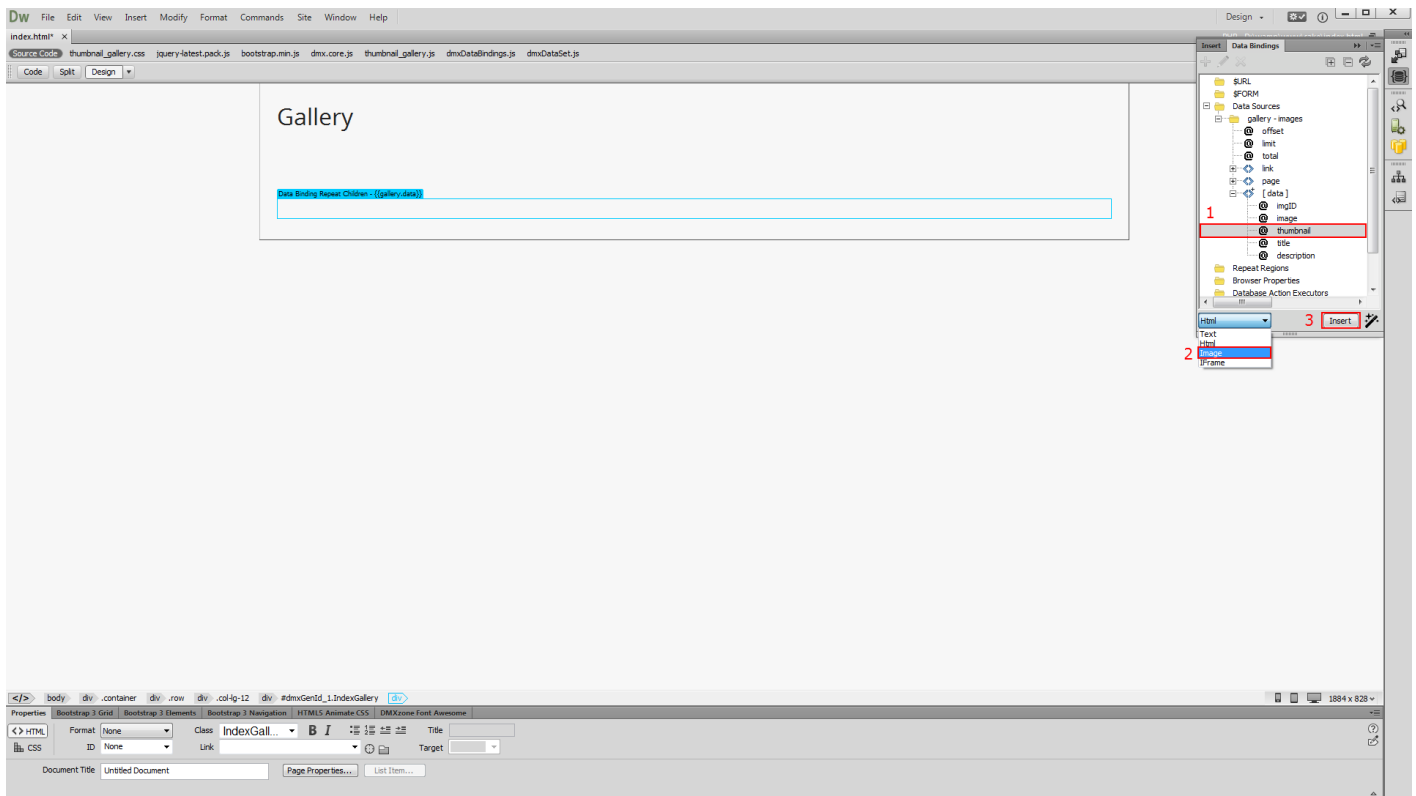 Dw File Edit View Insert Modify Format Commands Site Window Help Design
index.html* ×
Source Code thumbnail_gallery.css jquery-latest.pack.js bootstrap.min.js dmx.core.js thumbnail_gallery.js dmxDataBindings.js dmxDataSet.js
Code Split Design
Insert Data Bindings
$URL
$FORM
Data Sources
gallery - images
offset
limit
total
link
page
[ data ]
imgID
image
1
thumbnail
title
description
Repeat Regions
Browser Properties
Database Action Executors
Html 3 Insert
Text
Html
2 Image
IFrame
Gallery
Data Binding Repeat Children - {{gallery.data}}
</> body div .container div .row div .col-lg-12 div #dmxGenId_1.IndexGallery div 1884 x 828
Properties Bootstrap 3 Grid Bootstrap 3 Elements Bootstrap 3 Navigation HTML5 Animate CSS DMXzone Font Awesome
<> HTML Format None Class IndexGall... B I Title
CSS ID None Link Target
Document Title Untitled Document Page Properties... List Item...